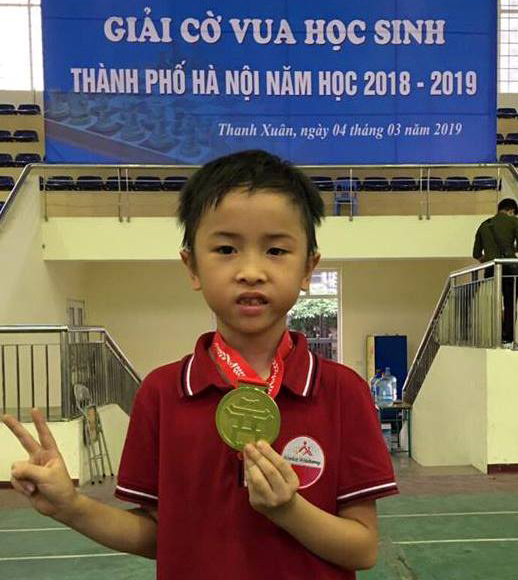 GIẢI CỜ VUA HỌC SINH
THÀNH PHỐ HÀ NỘI NĂM HỌC 2018 - 2019
Thanh Xuân, ngày 04 tháng 03 năm 2019